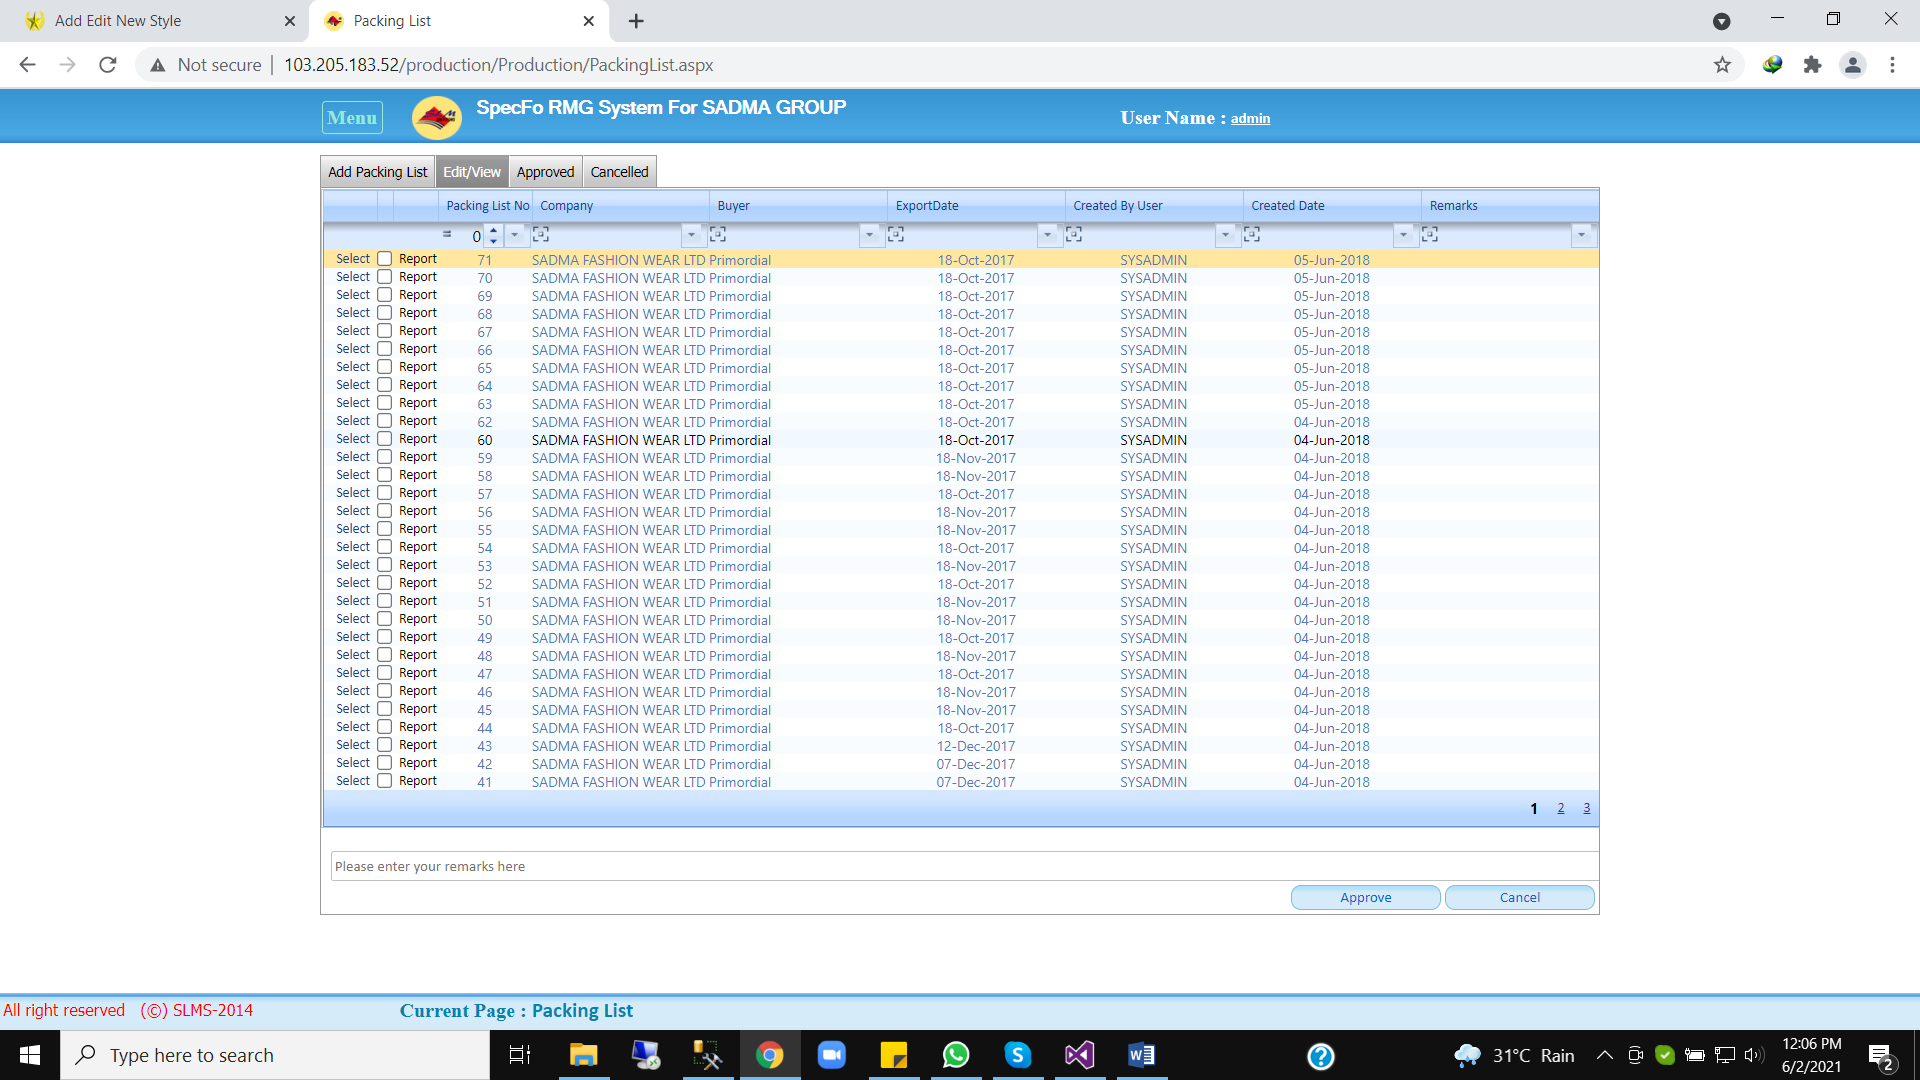 Add Edit New Style
Packing List
Not secure
103.205.183.52/production/Production/PackingList.aspx
Menu
SpecFo RMG System For SADMA GROUP
User Name : admin
Add Packing List Edit/View Approved Cancelled
Packing List No Company Buyer ExportDate Created By User Created Date Remarks
= 0
Select Report 71 SADMA FASHION WEAR LTD Primordial 18-Oct-2017 SYSADMIN 05-Jun-2018
Select Report 70 SADMA FASHION WEAR LTD Primordial 18-Oct-2017 SYSADMIN 05-Jun-2018
Select Report 69 SADMA FASHION WEAR LTD Primordial 18-Oct-2017 SYSADMIN 05-Jun-2018
Select Report 68 SADMA FASHION WEAR LTD Primordial 18-Oct-2017 SYSADMIN 05-Jun-2018
Select Report 67 SADMA FASHION WEAR LTD Primordial 18-Oct-2017 SYSADMIN 05-Jun-2018
Select Report 66 SADMA FASHION WEAR LTD Primordial 18-Oct-2017 SYSADMIN 05-Jun-2018
Select Report 65 SADMA FASHION WEAR LTD Primordial 18-Oct-2017 SYSADMIN 05-Jun-2018
Select Report 64 SADMA FASHION WEAR LTD Primordial 18-Oct-2017 SYSADMIN 05-Jun-2018
Select Report 63 SADMA FASHION WEAR LTD Primordial 18-Oct-2017 SYSADMIN 05-Jun-2018
Select Report 62 SADMA FASHION WEAR LTD Primordial 18-Oct-2017 SYSADMIN 04-Jun-2018
Select Report 60 SADMA FASHION WEAR LTD Primordial 18-Oct-2017 SYSADMIN 04-Jun-2018
Select Report 59 SADMA FASHION WEAR LTD Primordial 18-Nov-2017 SYSADMIN 04-Jun-2018
Select Report 58 SADMA FASHION WEAR LTD Primordial 18-Nov-2017 SYSADMIN 04-Jun-2018
Select Report 57 SADMA FASHION WEAR LTD Primordial 18-Oct-2017 SYSADMIN 04-Jun-2018
Select Report 56 SADMA FASHION WEAR LTD Primordial 18-Nov-2017 SYSADMIN 04-Jun-2018
Select Report 55 SADMA FASHION WEAR LTD Primordial 18-Nov-2017 SYSADMIN 04-Jun-2018
Select Report 54 SADMA FASHION WEAR LTD Primordial 18-Oct-2017 SYSADMIN 04-Jun-2018
Select Report 53 SADMA FASHION WEAR LTD Primordial 18-Nov-2017 SYSADMIN 04-Jun-2018
Select Report 52 SADMA FASHION WEAR LTD Primordial 18-Oct-2017 SYSADMIN 04-Jun-2018
Select Report 51 SADMA FASHION WEAR LTD Primordial 18-Nov-2017 SYSADMIN 04-Jun-2018
Select Report 50 SADMA FASHION WEAR LTD Primordial 18-Nov-2017 SYSADMIN 04-Jun-2018
Select Report 49 SADMA FASHION WEAR LTD Primordial 18-Oct-2017 SYSADMIN 04-Jun-2018
Select Report 48 SADMA FASHION WEAR LTD Primordial 18-Nov-2017 SYSADMIN 04-Jun-2018
Select Report 47 SADMA FASHION WEAR LTD Primordial 18-Oct-2017 SYSADMIN 04-Jun-2018
Select Report 46 SADMA FASHION WEAR LTD Primordial 18-Nov-2017 SYSADMIN 04-Jun-2018
Select Report 45 SADMA FASHION WEAR LTD Primordial 18-Nov-2017 SYSADMIN 04-Jun-2018
Select Report 44 SADMA FASHION WEAR LTD Primordial 18-Oct-2017 SYSADMIN 04-Jun-2018
Select Report 43 SADMA FASHION WEAR LTD Primordial 12-Dec-2017 SYSADMIN 04-Jun-2018
Select Report 42 SADMA FASHION WEAR LTD Primordial 07-Dec-2017 SYSADMIN 04-Jun-2018
Select Report 41 SADMA FASHION WEAR LTD Primordial 07-Dec-2017 SYSADMIN 04-Jun-2018
1 2 3
Please enter your remarks here
Approve Cancel
All right reserved (©) SLMS-2014
Current Page : Packing List
Type here to search
31°C Rain
12:06 PM
6/2/2021
2